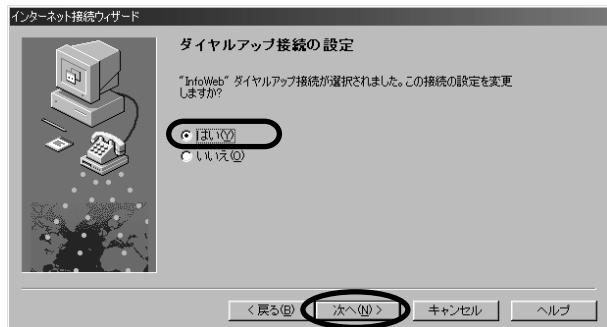 インターネット接続ウィザード
ダイヤルアップ接続の設定
"InfoWeb" ダイヤルアップ接続が選択されました。この接続の設定を変更
しますか?
はい(Y)
いいえ(O)
< 戻る(B) 次へ(N) > キャンセル ヘルプ